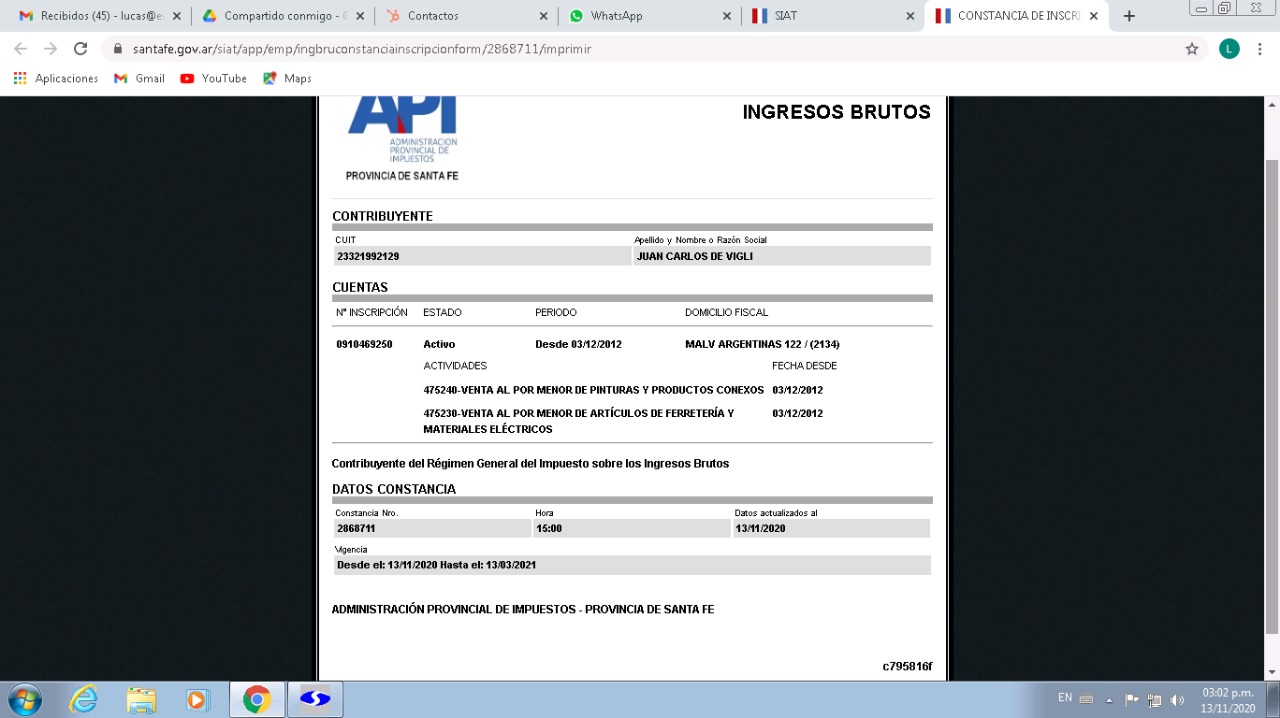 Recibidos (45) - lucas@e
Compartido conmigo - G
Contactos
WhatsApp
SIAT
CONSTANCIA DE INSCRI
santafe.gov.ar/siat/app/emp/ingbruconstanciainscripcionform/2868711/imprimir
L
Aplicaciones Gmail YouTube Maps
API
INGRESOS BRUTOS
ADMINISTRACION
PROVINCIAL DE
IMPUESTOS
PROVINCIA DE SANTA FE
CONTRIBUYENTE
CUIT Apellido y Nombre o Razón Social
23321992129 JUAN CARLOS DE VIGLI
CUENTAS
N° INSCRIPCIÓN ESTADO PERIODO DOMICILIO FISCAL
0910469250 Activo Desde 03/12/2012 MALV ARGENTINAS 122 / (2134)
ACTIVIDADES FECHA DESDE
475240-VENTA AL POR MENOR DE PINTURAS Y PRODUCTOS CONEXOS 03/12/2012
475230-VENTA AL POR MENOR DE ARTÍCULOS DE FERRETERÍA Y 03/12/2012
MATERIALES ELÉCTRICOS
Contribuyente del Régimen General del Impuesto sobre los Ingresos Brutos
DATOS CONSTANCIA
Constancia Nro. Hora Datos actualizados al
2868711 15:00 13/11/2020
Vigencia
Desde el: 13/11/2020 Hasta el: 13/03/2021
ADMINISTRACIÓN PROVINCIAL DE IMPUESTOS - PROVINCIA DE SANTA FE
c795816f
EN 03:02 p.m.
13/11/2020